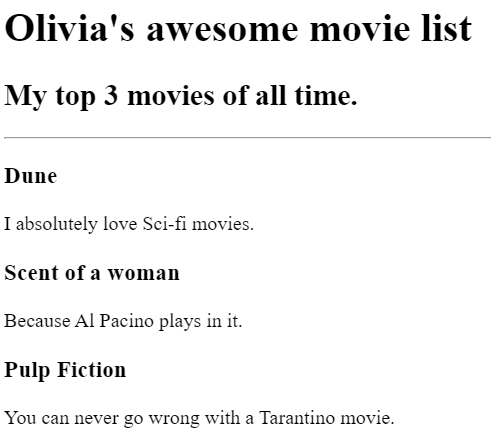 Olivia's awesome movie list
My top 3 movies of all time.
Dune
I absolutely love Sci-fi movies.
Scent of a woman
Because Al Pacino plays in it.
Pulp Fiction
You can never go wrong with a Tarantino movie.